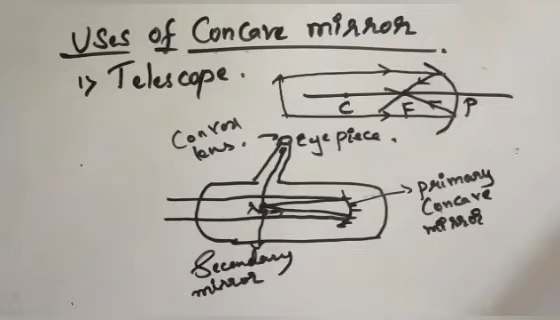 Uses of Concave mirror.
1> Telescope.
C F P
Convex lens.
Eye piece.
primary
Concave
mirror
Secondary
mirror